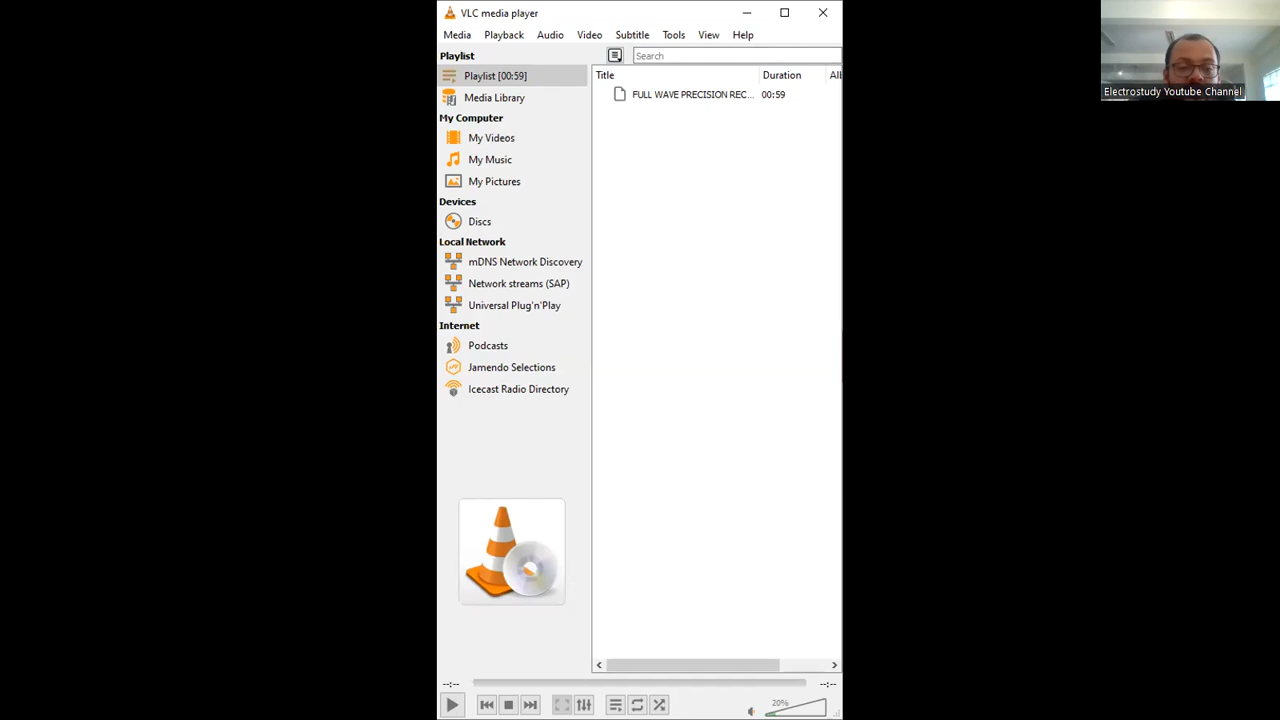 VLC media player
Media Playback Audio Video Subtitle Tools View Help
Playlist
Search
Playlist [00:59]
Media Library
My Computer
My Videos
My Music
My Pictures
Devices
Discs
Local Network
mDNS Network Discovery
Network streams (SAP)
Universal Plug'n'Play
Internet
Podcasts
Jamendo Selections
Icecast Radio Directory
Title Duration Alb
FULL WAVE PRECISION REC... 00:59
--:-- --:--
20%
Electrostudy Youtube Channel